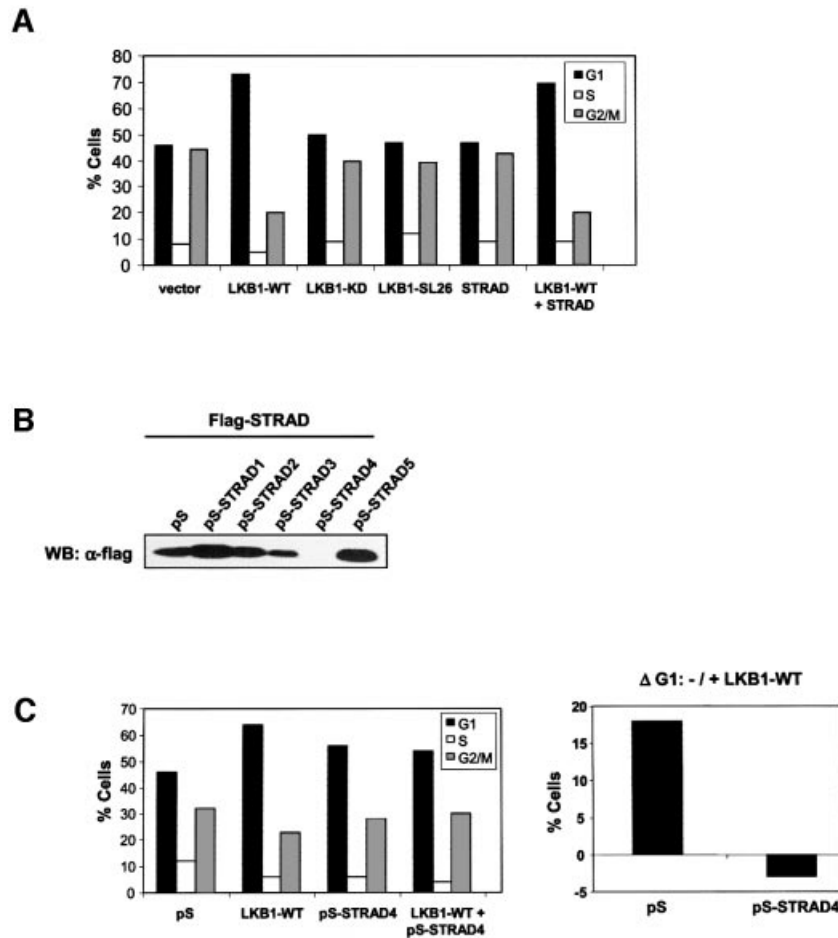 A
80
70
60
50
40
30
20
10
0
% Cells
G1
S
G2/M
vector LKB1-WT LKB1-KD LKB1-SL26 STRAD LKB1-WT
+ STRAD
B
Flag-STRAD
pS pS-STRAD1 pS-STRAD2 pS-STRAD3 pS-STRAD4 pS-STRAD5
WB: α-flag
C
70
60
50
40
30
20
10
0
% Cells
G1
S
G2/M
pS LKB1-WT pS-STRAD4 LKB1-WT +
pS-STRAD4
Δ G1: - / + LKB1-WT
20
15
10
5
0
-5
% Cells
pS pS-STRAD4